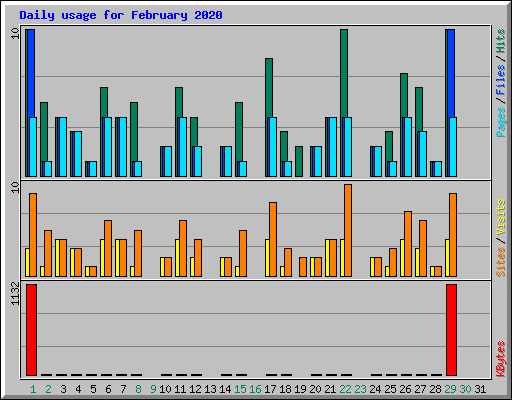 Daily usage for February 2020
10
Pages/Files/Hits
10
Sites/Visits
1132
KBytes
1 2 3 4 5 6 7 8 9 10 11 12 13 14 15 16 17 18 19 20 21 22 23 24 25 26 27 28 29 30 31